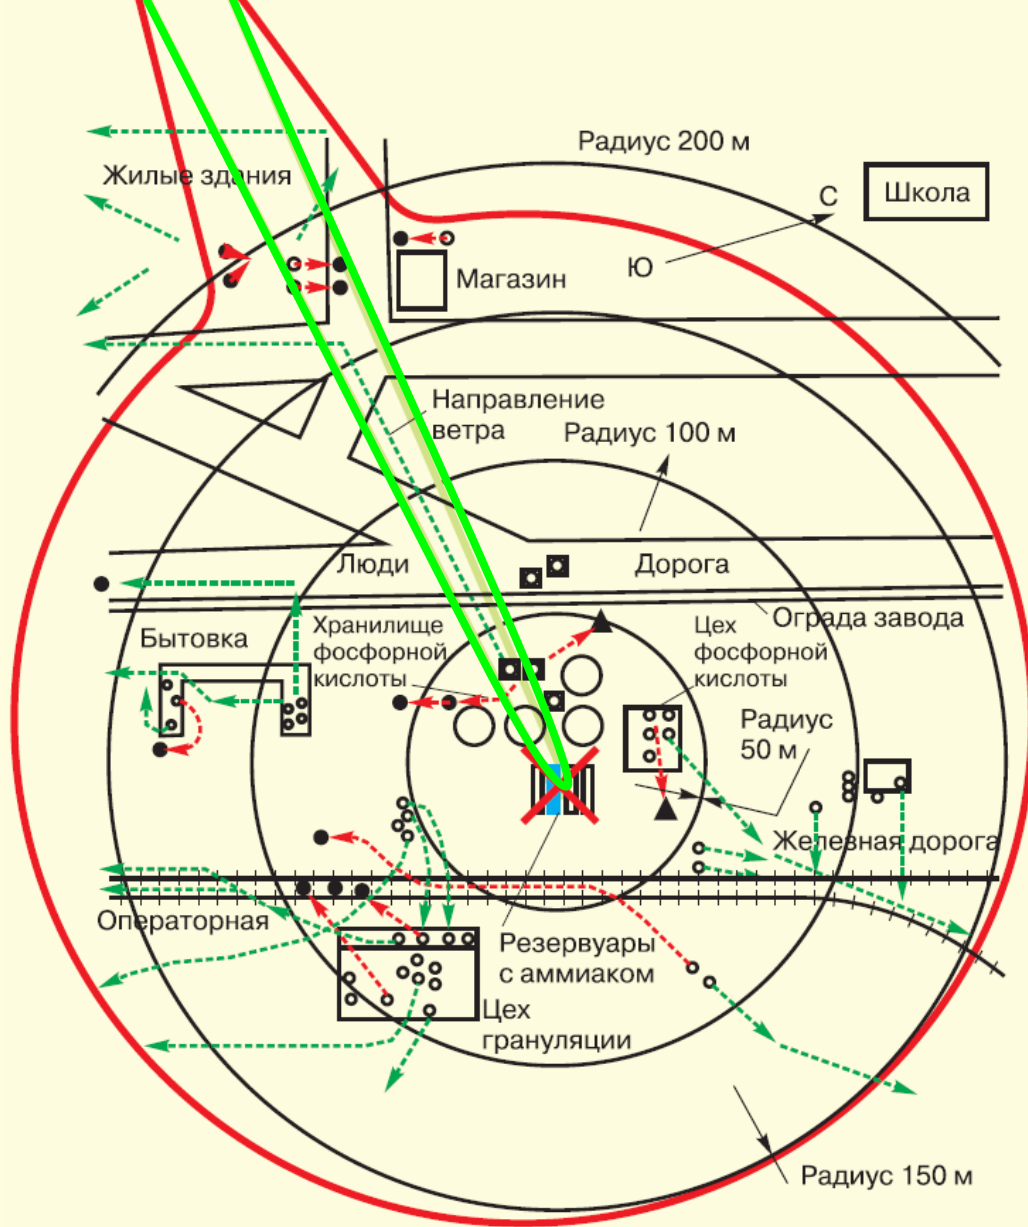 Радиус 200 м
Жилые здания
С
Школа
Ю
Магазин
Направление
ветра
Радиус 100 м
Люди
Дорога
Ограда завода
Бытовка
Хранилище
фосфорной
кислоты
Цех
фосфорной
кислоты
Радиус
50 м
Железная дорога
Операторная
Резервуары
с аммиаком
Цех
грануляции
Радиус 150 м